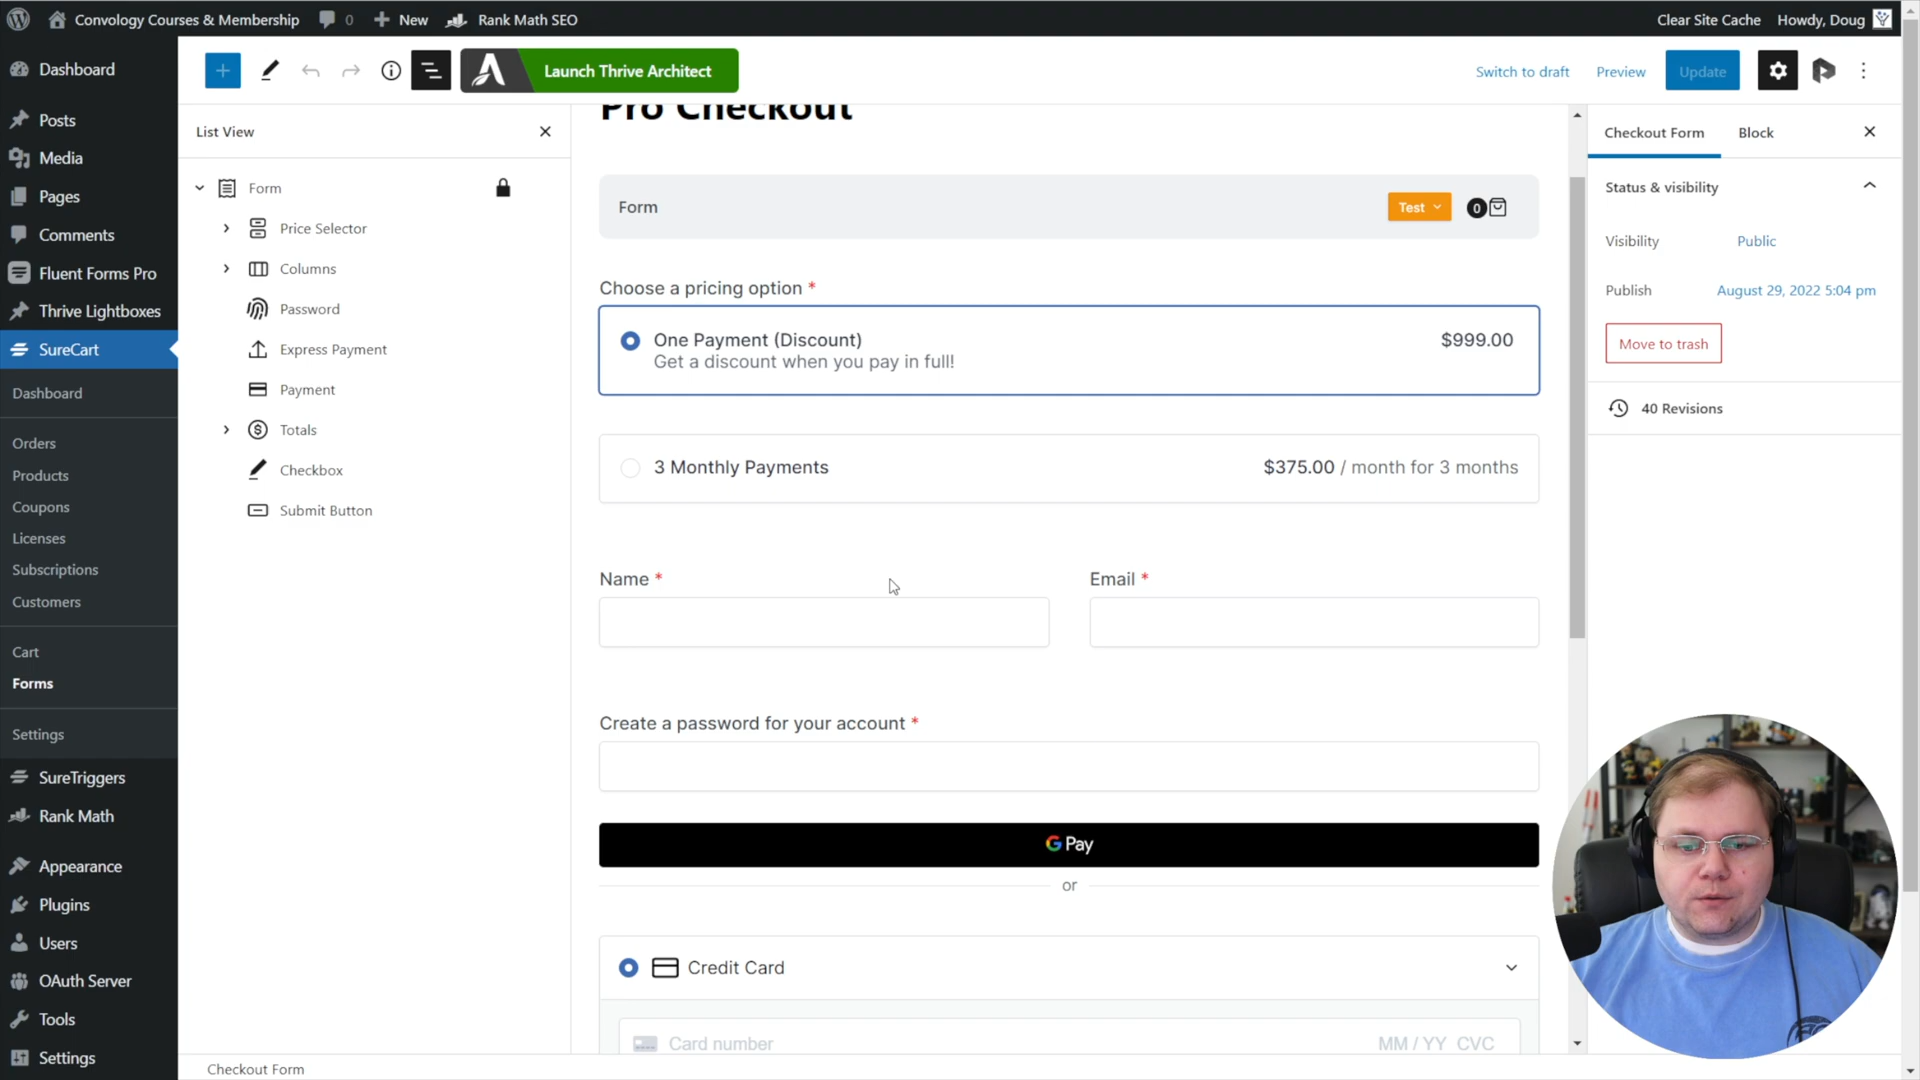 Convology Courses & Membership 0 New Rank Math SEO Clear Site Cache Howdy, Doug
Dashboard
Posts
Media
Pages
Comments
Fluent Forms Pro
Thrive Lightboxes
SureCart
Dashboard
Orders
Products
Coupons
Licenses
Subscriptions
Customers
Cart
Forms
Settings
SureTriggers
Rank Math
Appearance
Plugins
Users
OAuth Server
Tools
Settings
Launch Thrive Architect
Switch to draft Preview Update
List View
Form
Price Selector
Columns
Password
Express Payment
Payment
Totals
Checkbox
Submit Button
Pro Checkout
Form Test 0
Choose a pricing option *
One Payment (Discount) $999.00
Get a discount when you pay in full!
3 Monthly Payments $375.00 / month for 3 months
Name * Email *
Create a password for your account *
G Pay
or
Credit Card
Card number MM / YY CVC
Checkout Form
Checkout Form Block
Status & visibility
Visibility Public
Publish August 29, 2022 5:04 pm
Move to trash
40 Revisions